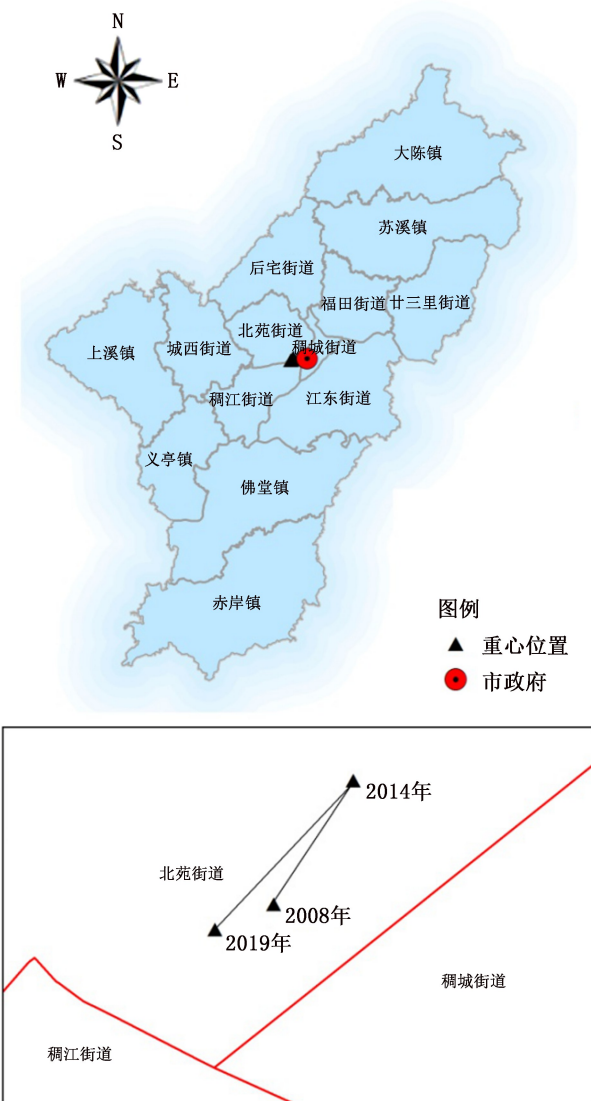 N
W
E
S
大陈镇
苏溪镇
后宅街道
福田街道
廿三里街道
北苑街道
稠城街道
上溪镇
城西街道
稠江街道
江东街道
义亭镇
佛堂镇
赤岸镇
图例
重心位置
市政府
2014年
北苑街道
2008年
2019年
稠城街道
稠江街道